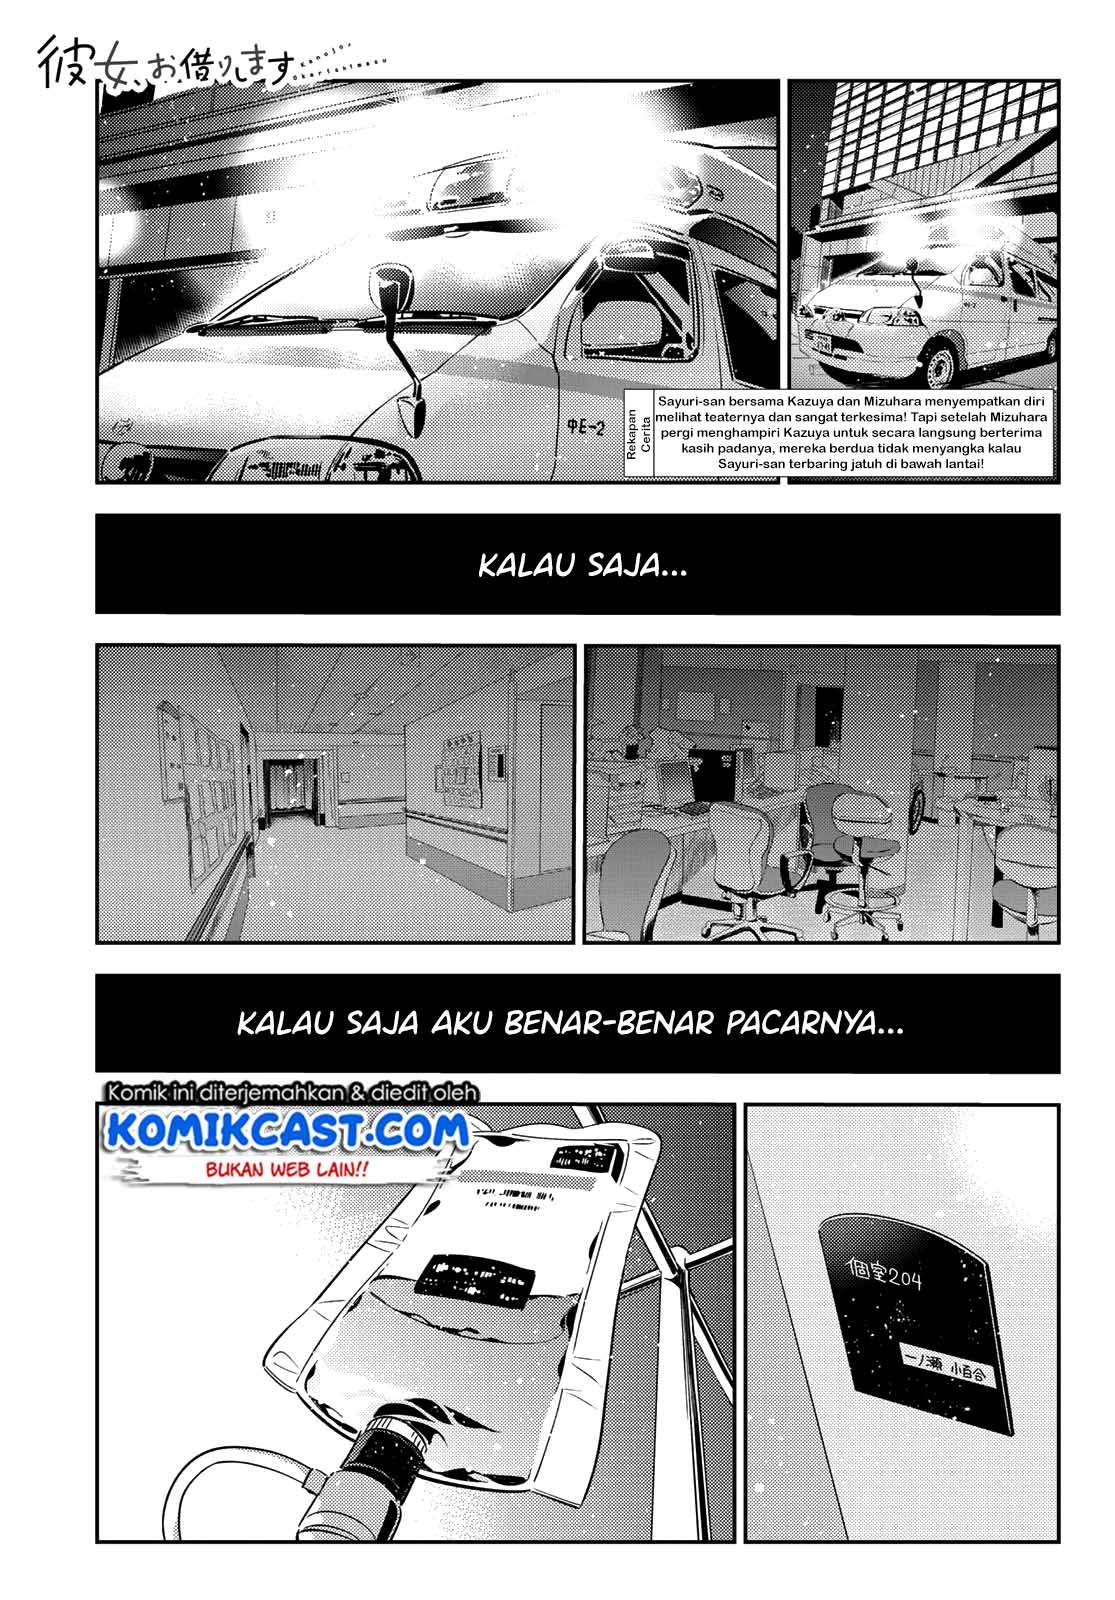 彼女、お借りします
ΦE-2
Rekapan
Cerita
Sayuri-san bersama Kazuya dan Mizuhara menyempatkan diri
melihat teaternya dan sangat terkesima! Tapi setelah Mizuhara
pergi menghampiri Kazuya untuk secara langsung berterima
kasih padanya, mereka berdua tidak menyangka kalau
Sayuri-san terbaring jatuh di bawah lantai!
KALAU SAJA...
KALAU SAJA AKU BENAR-BENAR PACARNYA...
Komik ini diterjemahkan & diedit oleh
KOMIKCAST.COM
BUKAN WEB LAIN!!
個室204
一ノ瀬 小百合